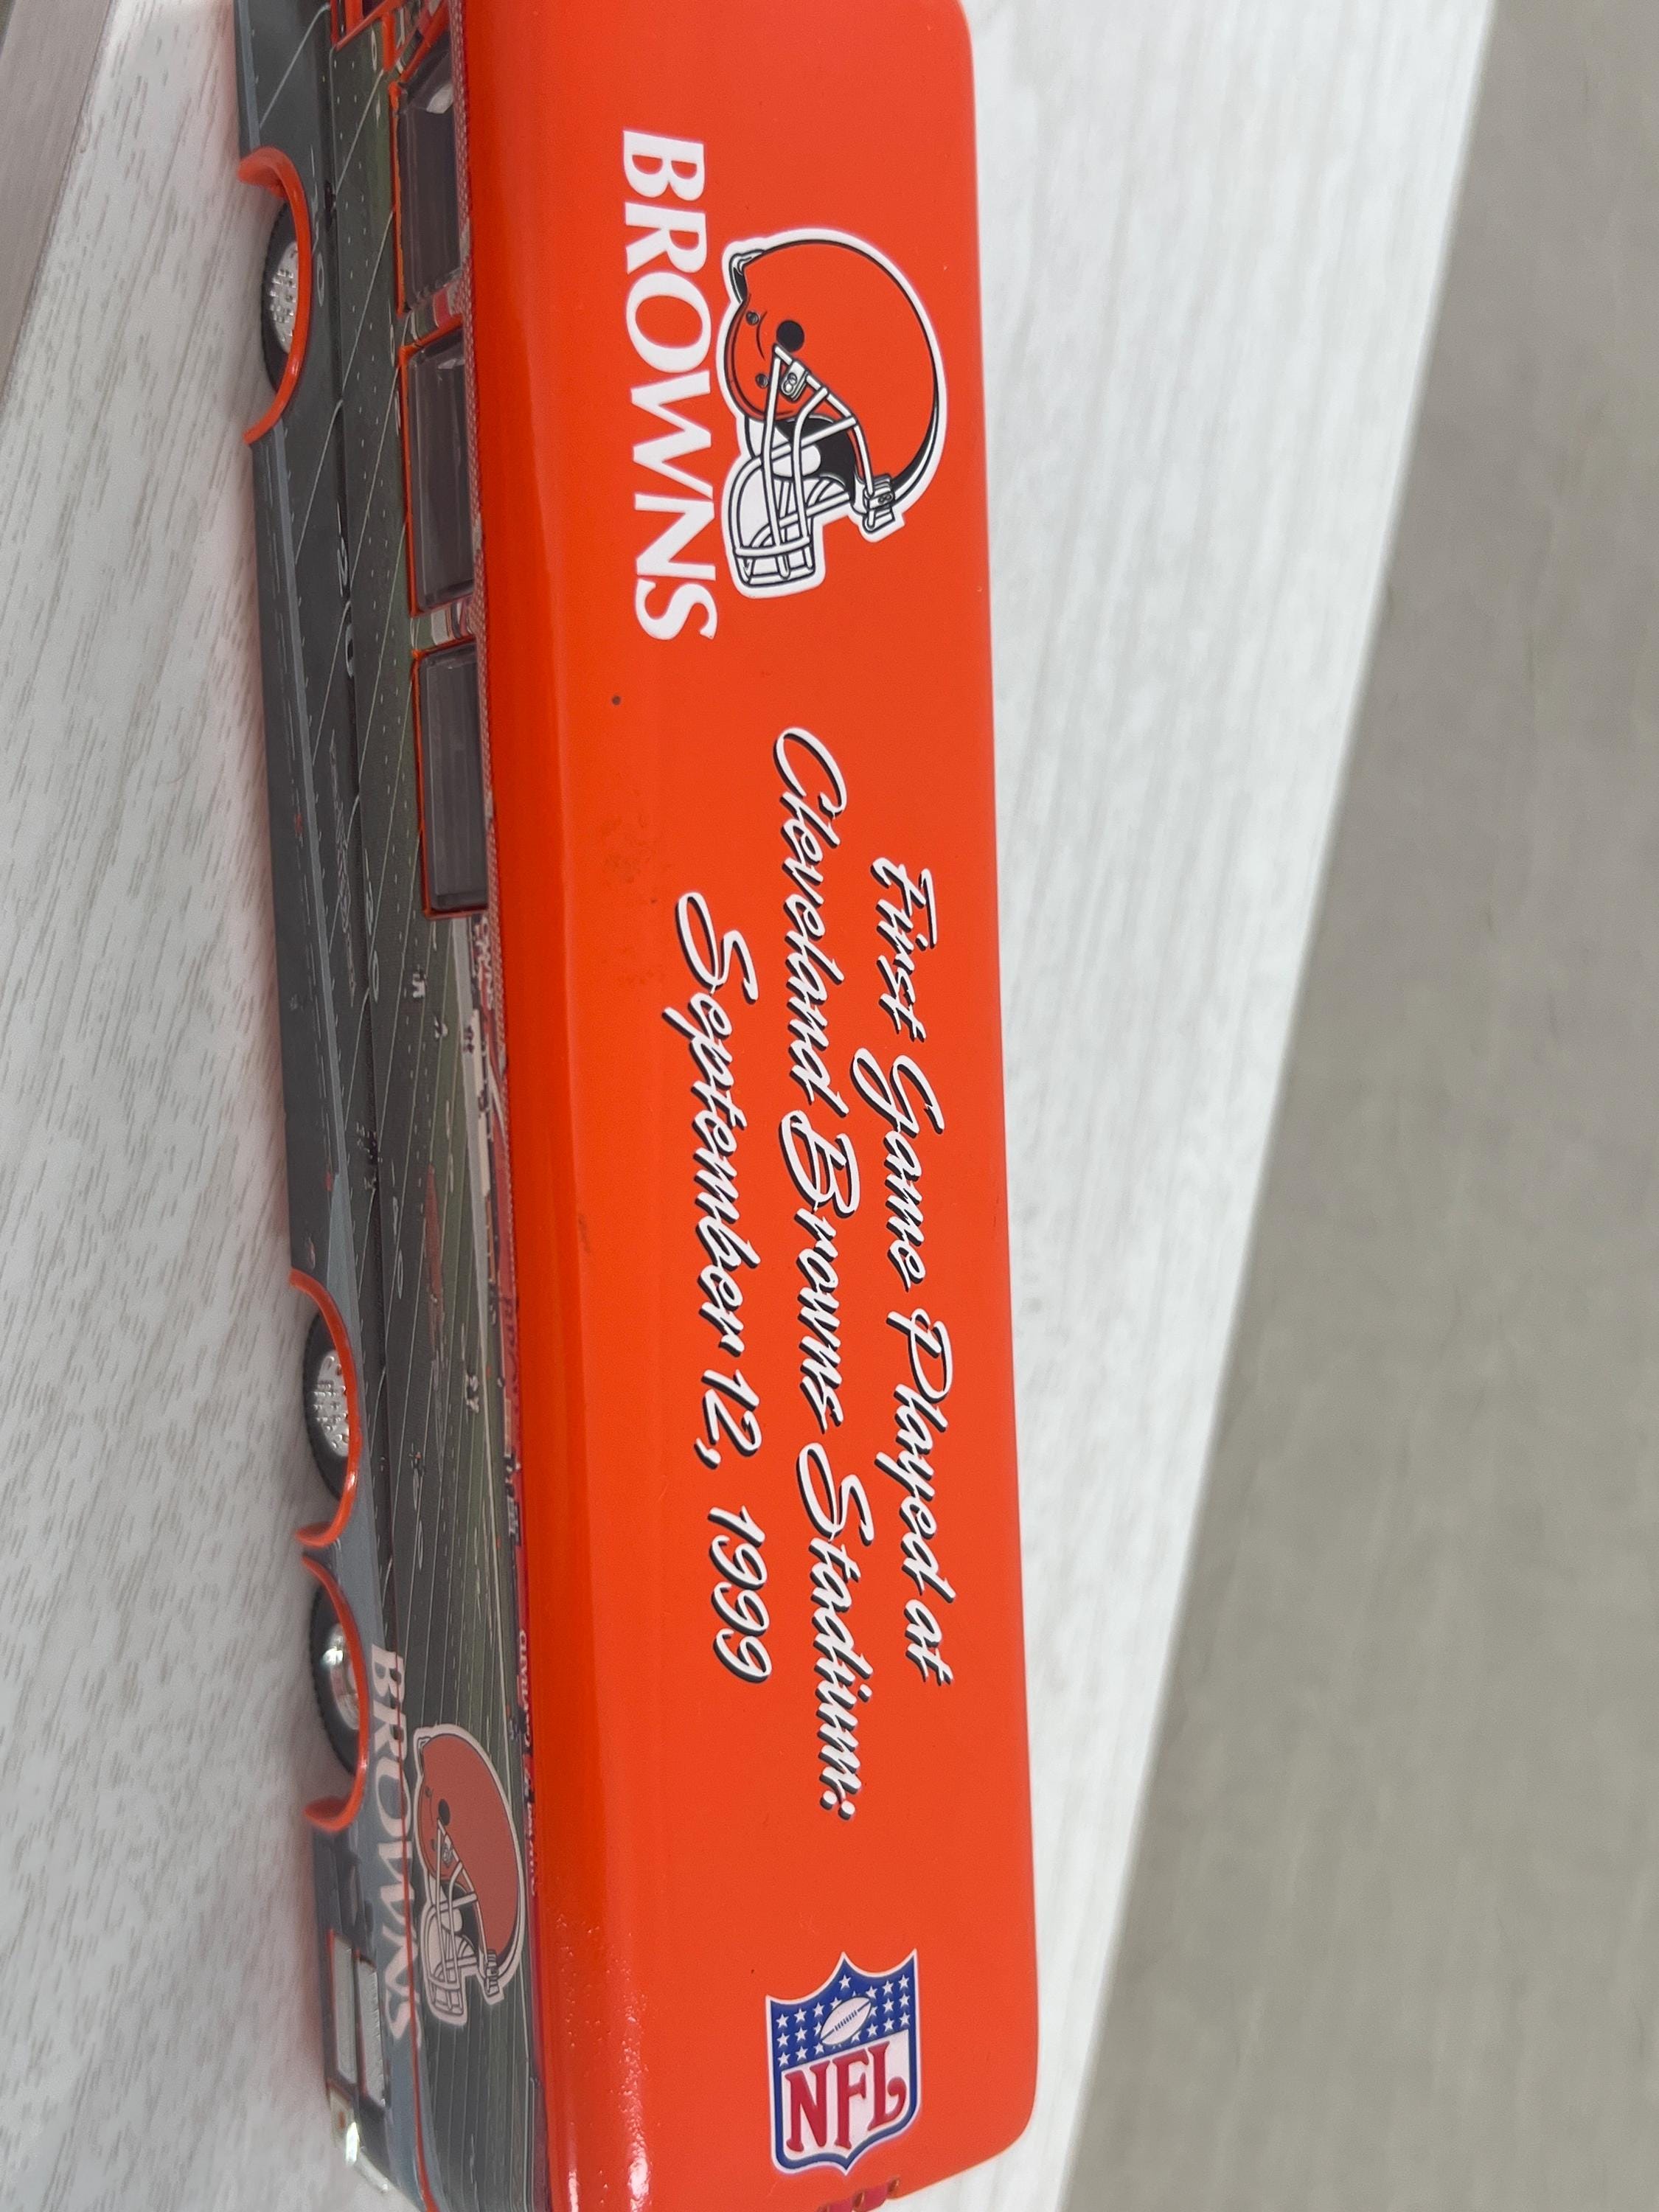 BROWNS
First Game Played at
Cleveland Browns Stadium:
September 12, 1999
NFL
BROWNS